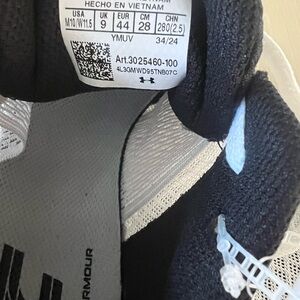 HECHO EN VIETNAM
USA UK EUR CM CHN
M10/W11.5 9 44 28 280(2.5)
YMUV 34/24
Art.3025460-100
4L3GMWD95TNB07C
ARMOUR